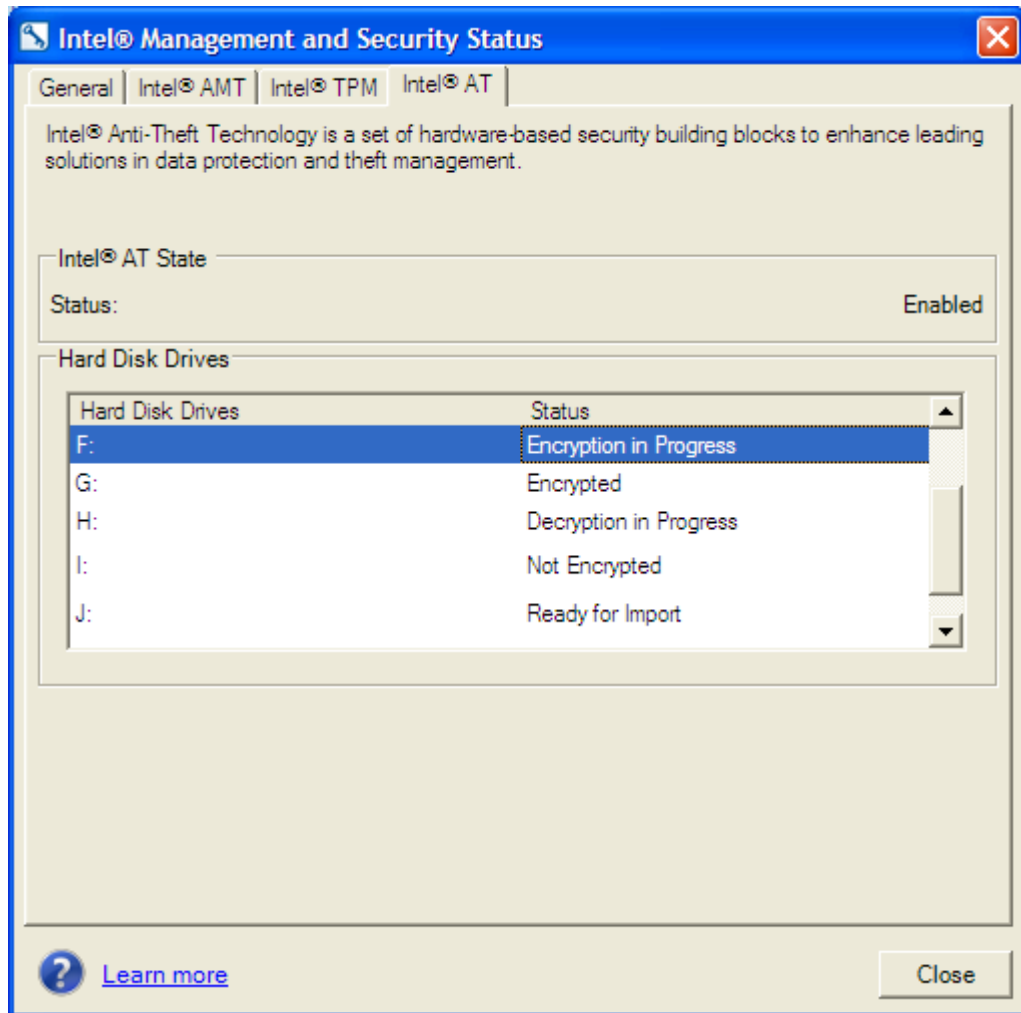 Intel® Management and Security Status
General Intel® AMT Intel® TPM Intel® AT
Intel® Anti-Theft Technology is a set of hardware-based security building blocks to enhance leading
solutions in data protection and theft management.
Intel® AT State
Status: Enabled
Hard Disk Drives
Hard Disk Drives Status
F: Encryption in Progress
G: Encrypted
H: Decryption in Progress
I: Not Encrypted
J: Ready for Import
? Learn more Close